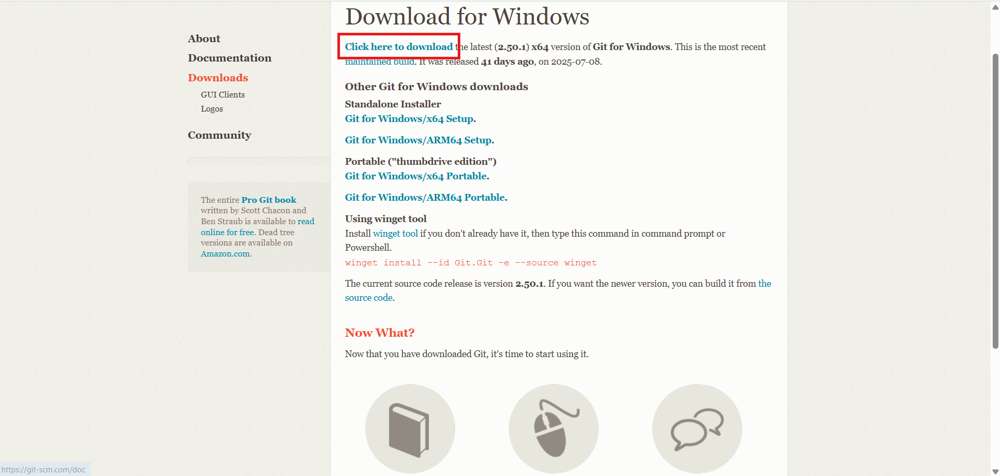 Download for Windows
About
Documentation
Downloads
GUI Clients
Logos
Community
The entire Pro Git book
written by Scott Chacon and
Ben Straub is available to read
online for free. Dead tree
versions are available on
Amazon.com.
Click here to download the latest (2.50.1) x64 version of Git for Windows. This is the most recent
maintained build. It was released 41 days ago, on 2025-07-08.
Other Git for Windows downloads
Standalone Installer
Git for Windows/x64 Setup.
Git for Windows/ARM64 Setup.
Portable ("thumbdrive edition")
Git for Windows/x64 Portable.
Git for Windows/ARM64 Portable.
Using winget tool
Install winget tool if you don't already have it, then type this command in command prompt or
Powershell.
winget install --id Git.Git -e --source winget
The current source code release is version 2.50.1. If you want the newer version, you can build it from the
source code.
Now What?
Now that you have downloaded Git, it's time to start using it.
https://git-scm.com/doc